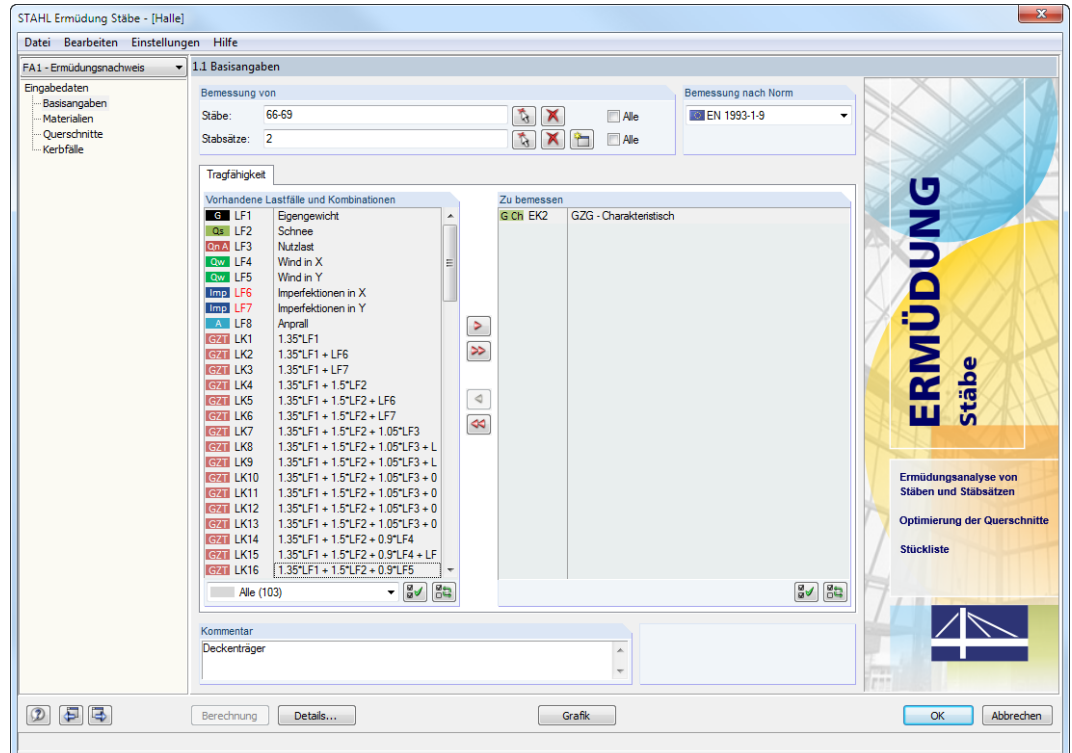 STAHL Ermüdung Stäbe - [Halle]
Datei Bearbeiten Einstellungen Hilfe
FA1 - Ermüdungsnachweis
1.1 Basisangaben
Eingabedaten
Basisangaben
Materialien
Querschnitte
Kerbfälle
Bemessung von
Stäbe: 66-69 Alle
Stabsätze: 2 Alle
Bemessung nach Norm
EN 1993-1-9
Tragfähigkeit
Vorhandene Lastfälle und Kombinationen
G LF1 Eigengewicht
Qs LF2 Schnee
Qn A LF3 Nutzlast
Qw LF4 Wind in X
Qw LF5 Wind in Y
Imp LF6 Imperfektionen in X
Imp LF7 Imperfektionen in Y
A LF8 Anprall
GZT LK1 1.35*LF1
GZT LK2 1.35*LF1 + LF6
GZT LK3 1.35*LF1 + LF7
GZT LK4 1.35*LF1 + 1.5*LF2
GZT LK5 1.35*LF1 + 1.5*LF2 + LF6
GZT LK6 1.35*LF1 + 1.5*LF2 + LF7
GZT LK7 1.35*LF1 + 1.5*LF2 + 1.05*LF3
GZT LK8 1.35*LF1 + 1.5*LF2 + 1.05*LF3 + L
GZT LK9 1.35*LF1 + 1.5*LF2 + 1.05*LF3 + L
GZT LK10 1.35*LF1 + 1.5*LF2 + 1.05*LF3 + 0
GZT LK11 1.35*LF1 + 1.5*LF2 + 1.05*LF3 + 0
GZT LK12 1.35*LF1 + 1.5*LF2 + 1.05*LF3 + 0
GZT LK13 1.35*LF1 + 1.5*LF2 + 1.05*LF3 + 0
GZT LK14 1.35*LF1 + 1.5*LF2 + 0.9*LF4
GZT LK15 1.35*LF1 + 1.5*LF2 + 0.9*LF4 + LF
GZT LK16 1.35*LF1 + 1.5*LF2 + 0.9*LF5
Alle (103)
Zu bemessen
G Ch EK2 GZG - Charakteristisch
Kommentar
Deckenträger
ERMÜDUNG
Stäbe
Ermüdungsanalyse von
Stäben und Stäbsätzen
Optimierung der Querschnitte
Stückliste
Berechnung Details... Grafik OK Abbrechen